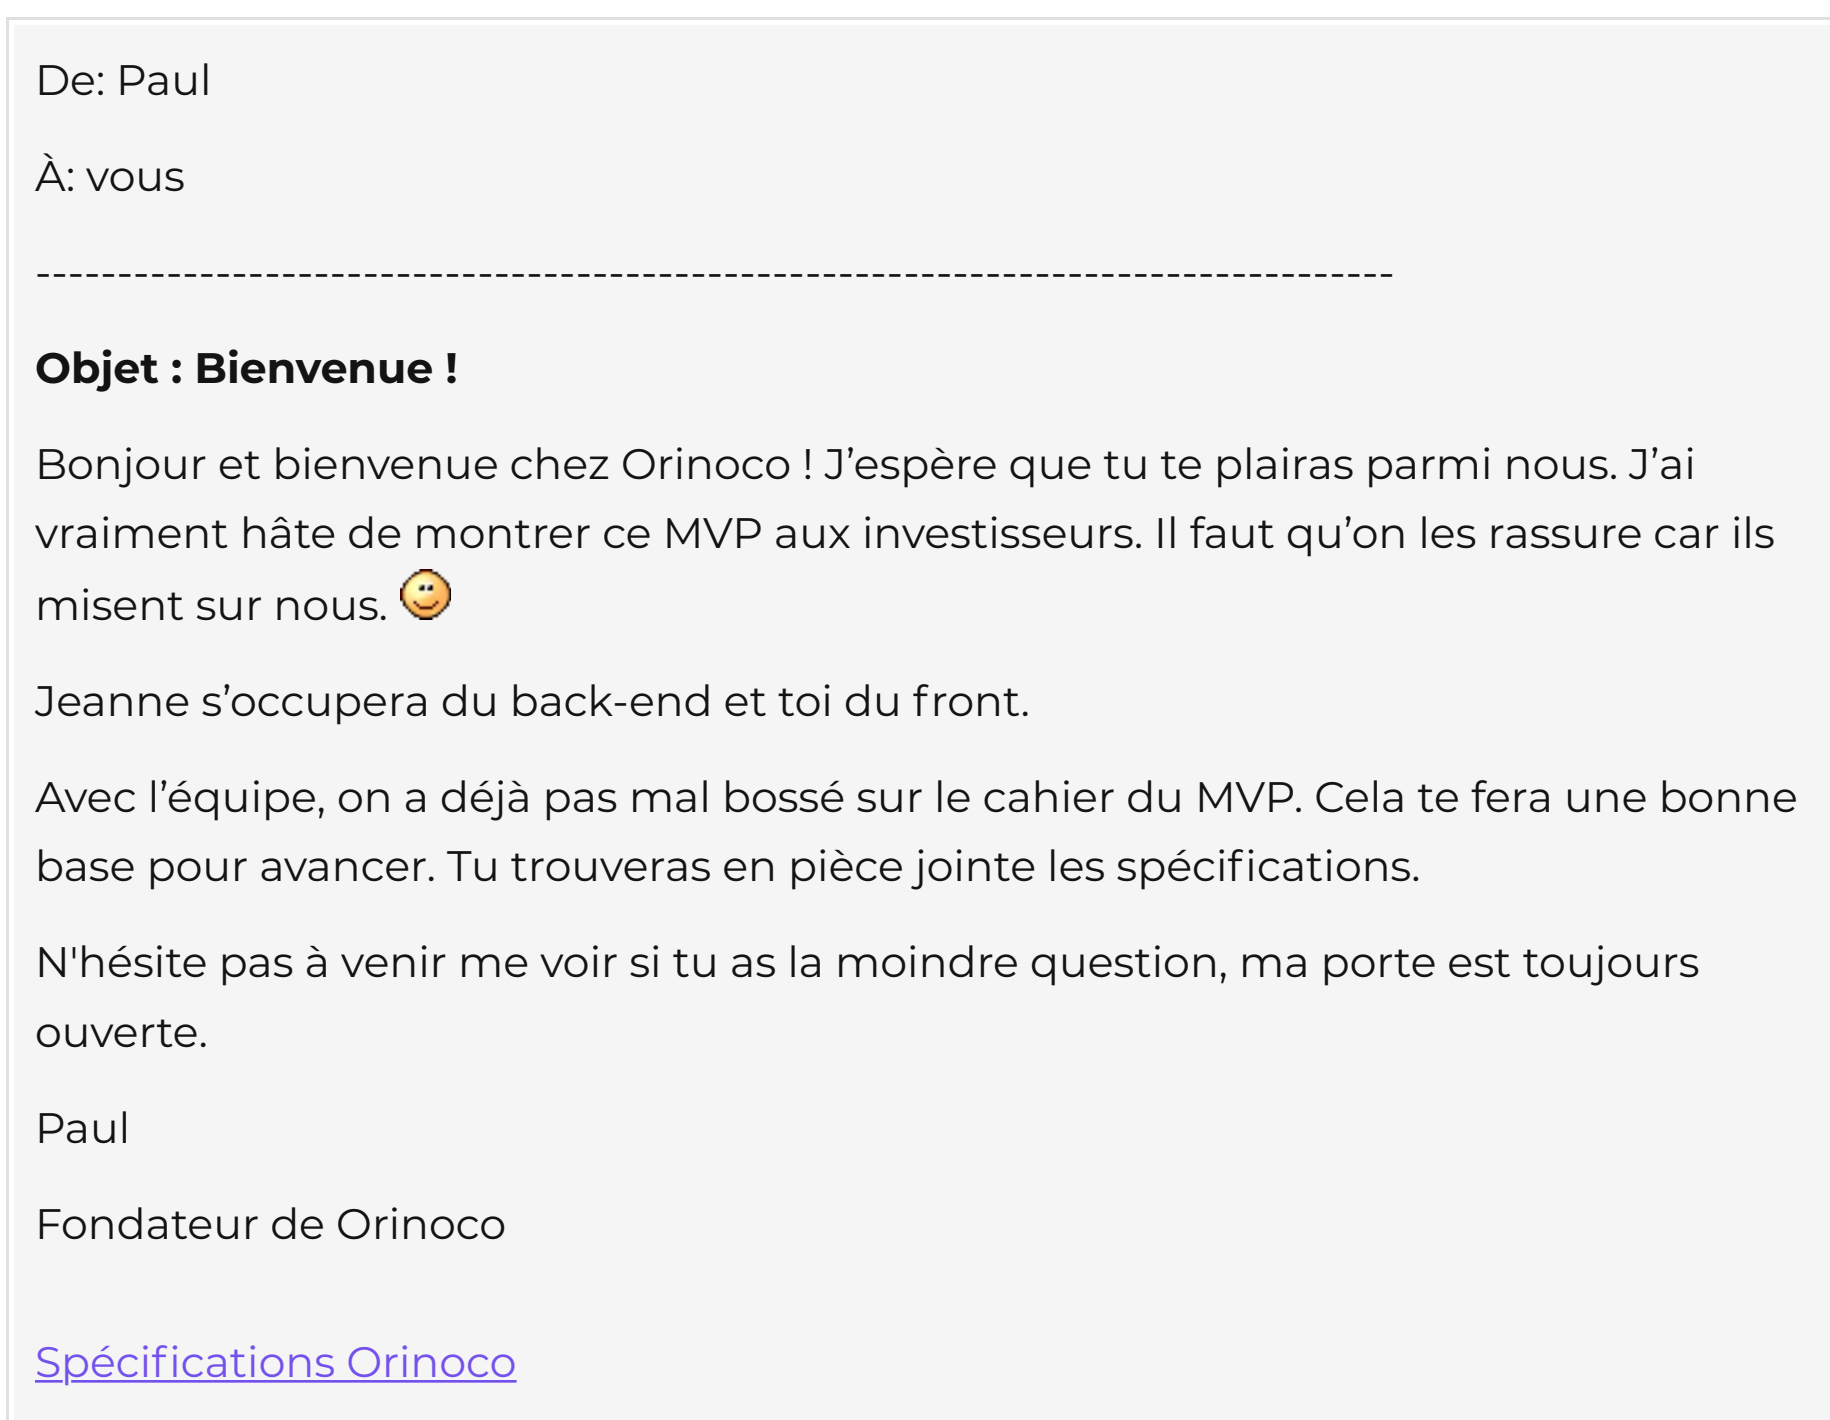 De: Paul
À: vous
-----------------------------------------------------------------------------------
Objet : Bienvenue !
Bonjour et bienvenue chez Orinoco ! J’espère que tu te plairas parmi nous. J’ai
vraiment hâte de montrer ce MVP aux investisseurs. Il faut qu’on les rassure car ils
misent sur nous.
Jeanne s’occupera du back-end et toi du front.
Avec l’équipe, on a déjà pas mal bossé sur le cahier du MVP. Cela te fera une bonne
base pour avancer. Tu trouveras en pièce jointe les spécifications.
N'hésite pas à venir me voir si tu as la moindre question, ma porte est toujours
ouverte.
Paul
Fondateur de Orinoco
Spécifications Orinoco